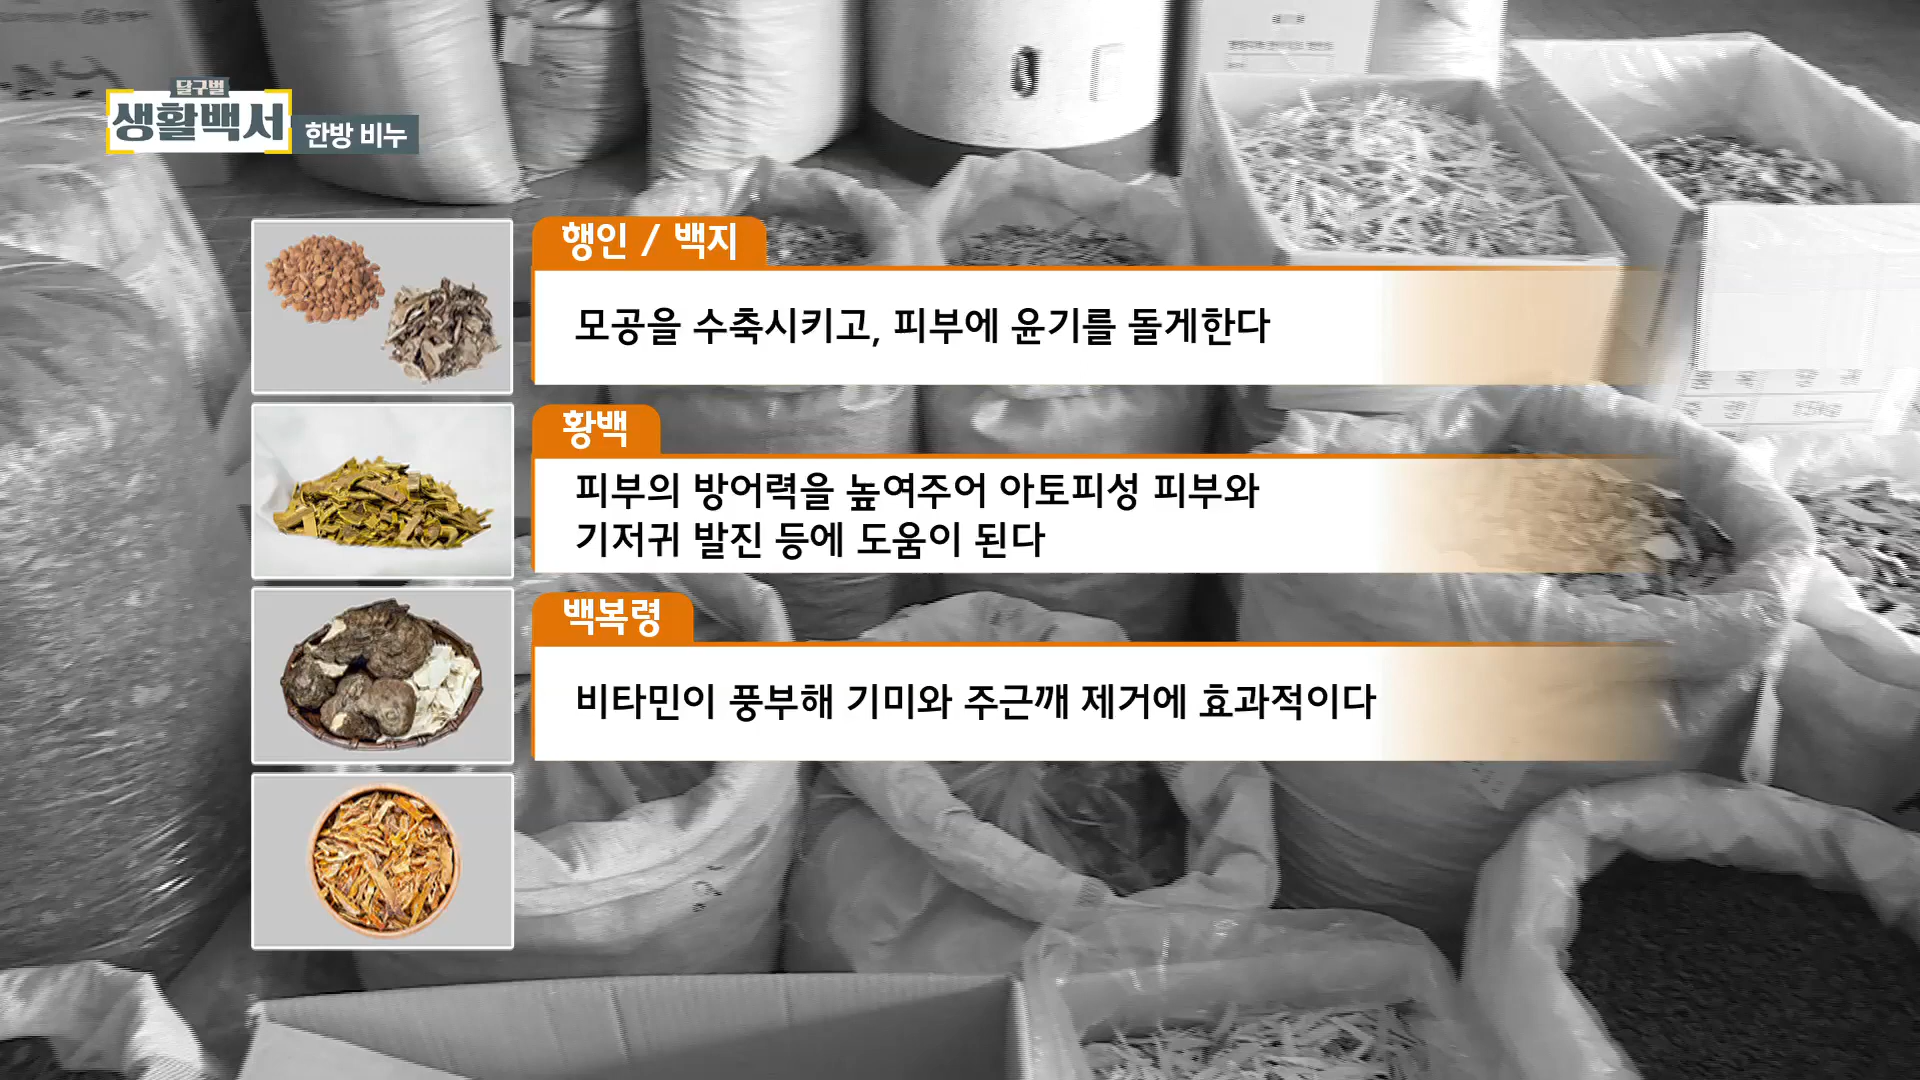 달구벌
생활백서
한방 비누
행인 / 백지
모공을 수축시키고, 피부에 윤기를 돌게한다
황백
피부의 방어력을 높여주어 아토피성 피부와
기저귀 발진 등에 도움이 된다
백복령
비타민이 풍부해 기미와 주근깨 제거에 효과적이다